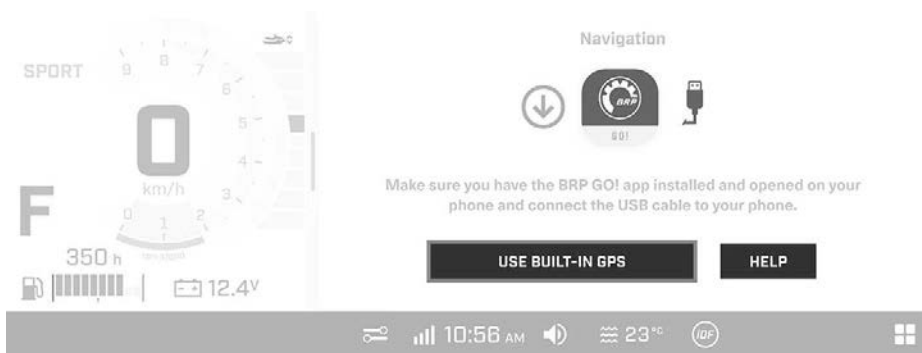 Navigation
SPORT
9 8 7
6
5
4
3
0 1 2
0
km/h
F
350 h
12.4V
BRP
GO!
Make sure you have the BRP GO! app installed and opened on your
phone and connect the USB cable to your phone.
USE BUILT-IN GPS
HELP
10:56 AM
23°C
iDF